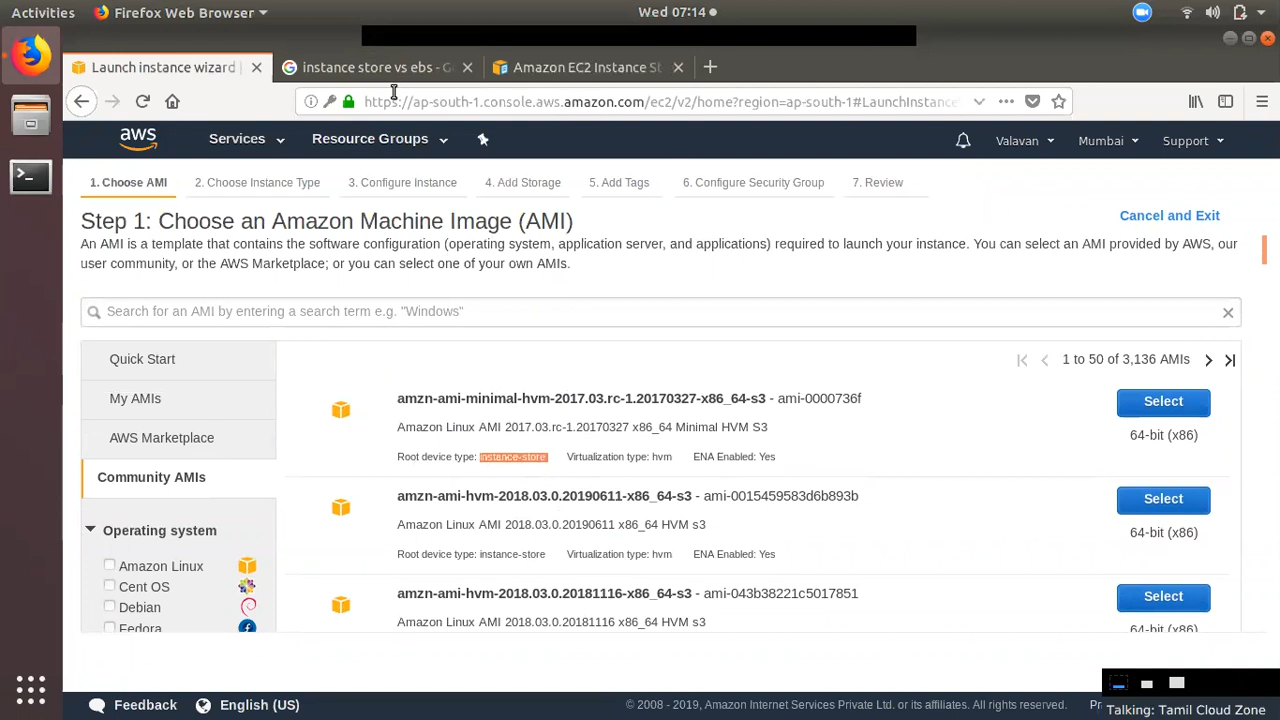 Activities
Firefox Web Browser
Wed 07:14
Launch instance wizard
instance store vs ebs - G
Amazon EC2 Instance St
https://ap-south-1.console.aws.amazon.com/ec2/v2/home?region=ap-south-1#LaunchInstance
aws
Services
Resource Groups
Valavan
Mumbai
Support
1. Choose AMI
2. Choose Instance Type
3. Configure Instance
4. Add Storage
5. Add Tags
6. Configure Security Group
7. Review
Step 1: Choose an Amazon Machine Image (AMI)
Cancel and Exit
An AMI is a template that contains the software configuration (operating system, application server, and applications) required to launch your instance. You can select an AMI provided by AWS, our
user community, or the AWS Marketplace; or you can select one of your own AMIs.
Search for an AMI by entering a search term e.g. "Windows"
Quick Start
My AMIs
AWS Marketplace
Community AMIs
Operating system
Amazon Linux
Cent OS
Debian
Fedora
1 to 50 of 3,136 AMIs
amzn-ami-minimal-hvm-2017.03.rc-1.20170327-x86_64-s3 - ami-0000736f
Select
Amazon Linux AMI 2017.03.rc-1.20170327 x86_64 Minimal HVM S3
64-bit (x86)
Root device type: instance-store Virtualization type: hvm ENA Enabled: Yes
amzn-ami-hvm-2018.03.0.20190611-x86_64-s3 - ami-0015459583d6b893b
Select
Amazon Linux AMI 2018.03.0.20190611 x86_64 HVM s3
64-bit (x86)
Root device type: instance-store Virtualization type: hvm ENA Enabled: Yes
amzn-ami-hvm-2018.03.0.20181116-x86_64-s3 - ami-043b38221c5017851
Select
Amazon Linux AMI 2018.03.0.20181116 x86_64 HVM s3
64-bit (x86)
Feedback
English (US)
© 2008 - 2019, Amazon Internet Services Private Ltd. or its affiliates. All rights reserved.
Talking: Tamil Cloud Zone